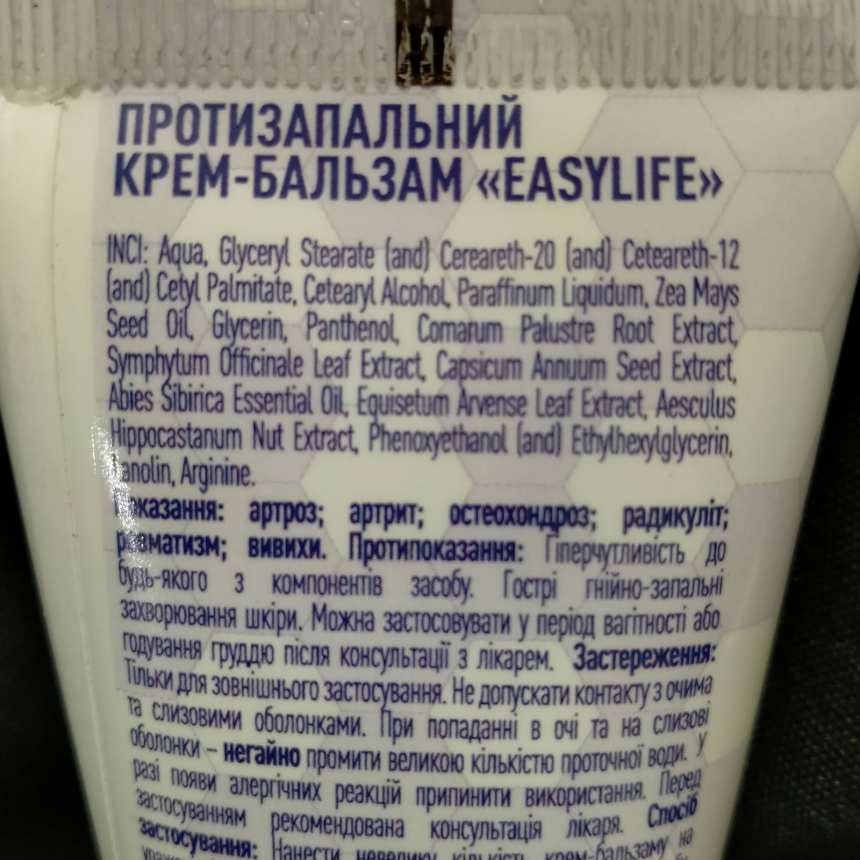 ПРОТИЗАПАЛЬНИЙ
КРЕМ-БАЛЬЗАМ «EASYLIFE»
INCI: Aqua, Glyceryl Stearate (and) Cereareth-20 (and) Ceteareth-12
(and) Cetyl Palmitate, Cetearyl Alcohol, Paraffinum Liquidum, Zea Mays
Seed Oil, Glycerin, Panthenol, Comarum Palustre Root Extract,
Symphytum Officinale Leaf Extract, Capsicum Annuum Seed Extract,
Abies Sibirica Essential Oil, Equisetum Arvense Leaf Extract, Aesculus
Hippocastanum Nut Extract, Phenoxyethanol (and) Ethylhexylglycerin,
Lanolin, Arginine.
Показання: артроз; артрит; остеохондроз; радикуліт;
ревматизм; вивихи. Протипоказання: Гіперчутливість до
будь-якого з компонентів засобу. Гострі гнійно-запальні
захворювання шкіри. Можна застосовувати у період вагітності або
годування груддю після консультації з лікарем. Застереження:
Тільки для зовнішнього застосування. Не допускати контакту з очима
та слизовими оболонками. При попаданні в очі та на слизові
оболонки – негайно промити великою кількістю проточної води. У
разі появи алергічних реакцій припинити використання. Перед
застосуванням рекомендована консультація лікаря. Спосіб
застосування: Нанести невелику кількість крем-бальзаму на